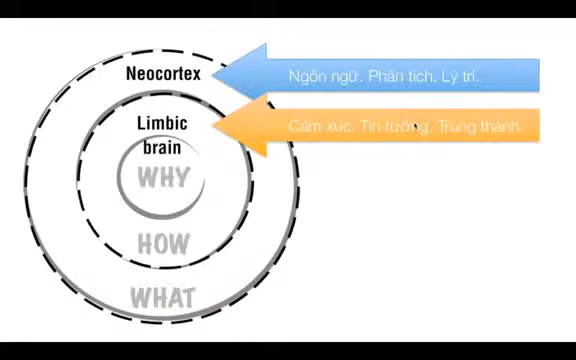 Neocortex
Ngôn ngữ. Phân tích. Lý trí.
Limbic
brain
Cảm xúc. Tin tưởng. Trung thành
WHY
HOW
WHAT